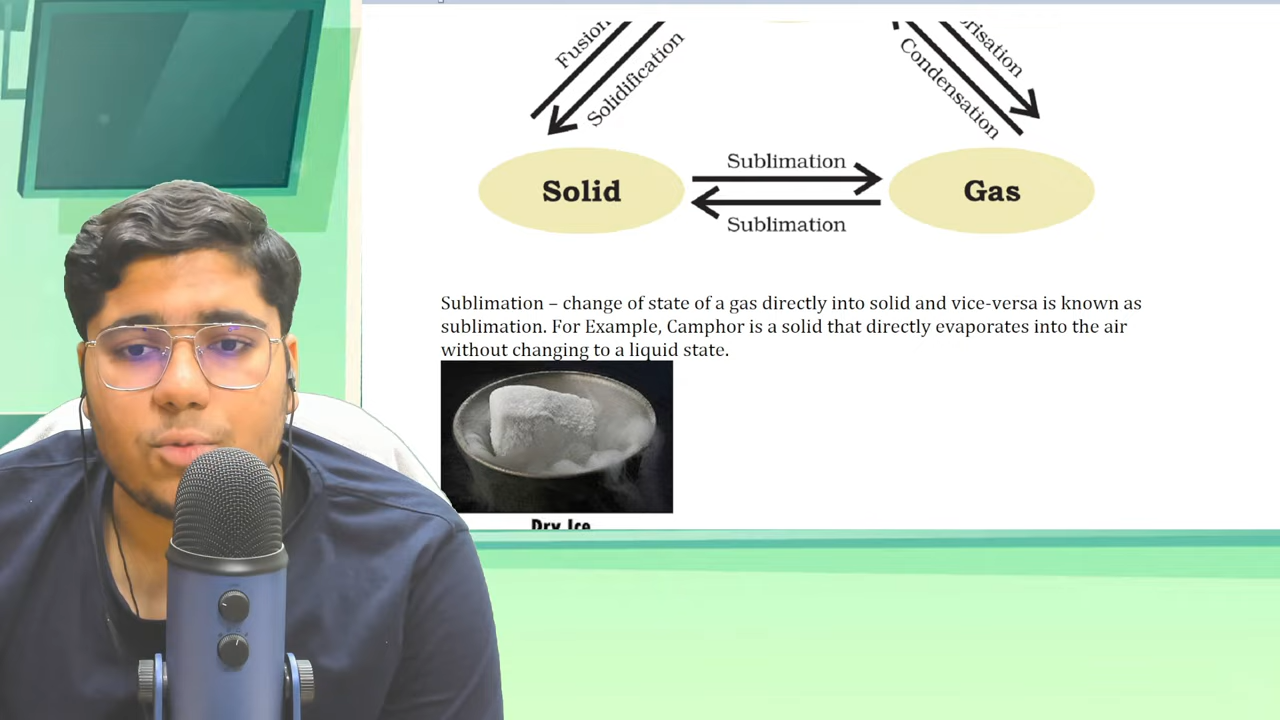 Fusion
Solidification
Condensation
Sublimation
Solid
Gas
Sublimation
Sublimation – change of state of a gas directly into solid and vice-versa is known as
sublimation. For Example, Camphor is a solid that directly evaporates into the air
without changing to a liquid state.
Dry Ice